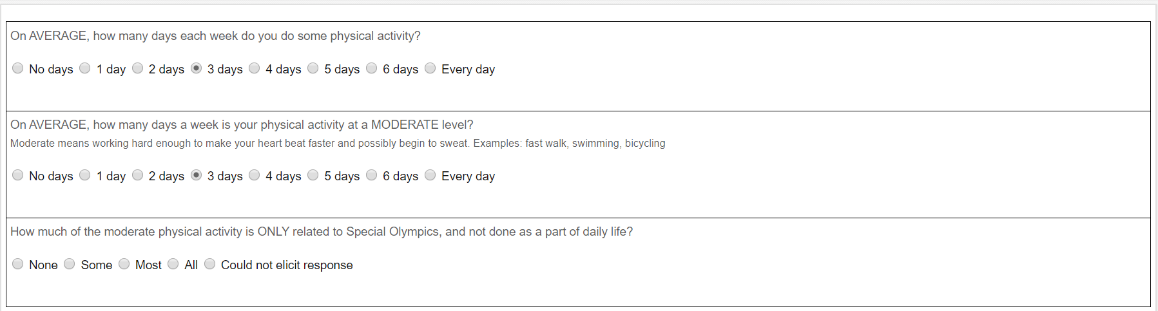 On AVERAGE, how many days each week do you do some physical activity?
No days 1 day 2 days 3 days 4 days 5 days 6 days Every day
On AVERAGE, how many days a week is your physical activity at a MODERATE level?
Moderate means working hard enough to make your heart beat faster and possibly begin to sweat. Examples: fast walk, swimming, bicycling
No days 1 day 2 days 3 days 4 days 5 days 6 days Every day
How much of the moderate physical activity is ONLY related to Special Olympics, and not done as a part of daily life?
None Some Most All Could not elicit response